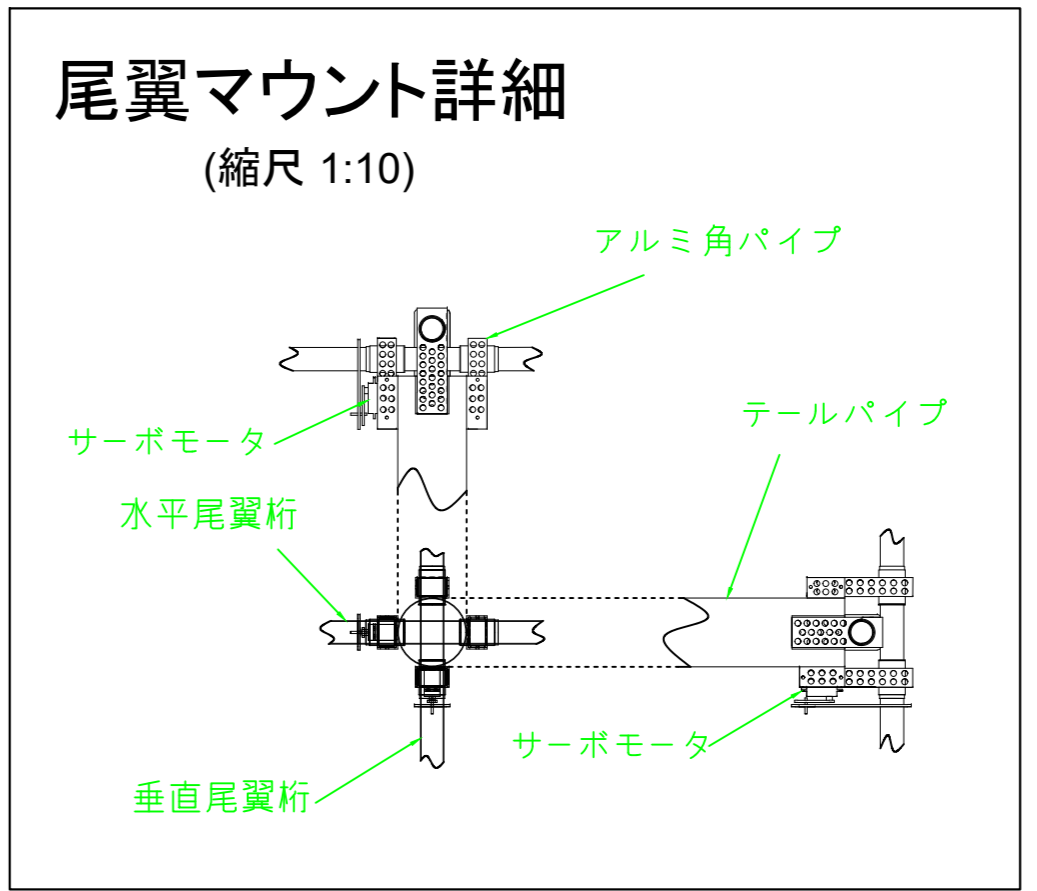 尾翼マウント詳細
(縮尺 1:10)
アルミ角パイプ
テールパイプ
サーボモータ
水平尾翼桁
サーボモータ
垂直尾翼桁